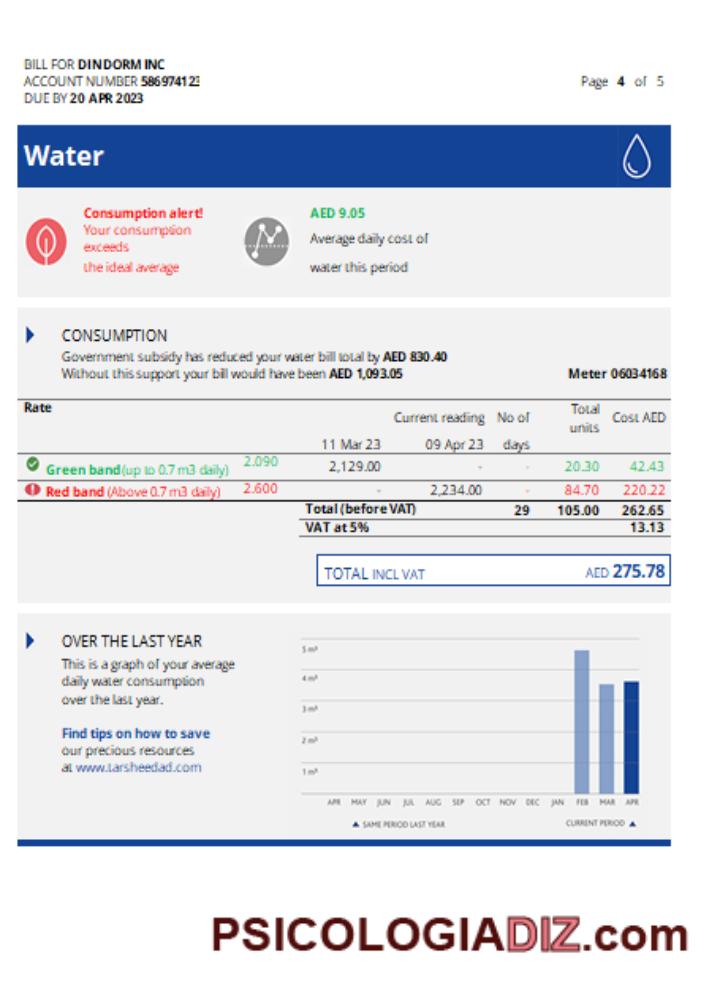 BILL FOR DINDORM INC
ACCOUNT NUMBER 586974123
Page 4 of 5
DUE BY 20 APR 2023
Water
Consumption alert!
Your consumption
exceeds
the ideal average
AED 9.05
Average daily cost of
water this period
CONSUMPTION
Government subsidy has reduced your water bill total by AED 830.40
Without this support your bill would have been AED 1,093.05
Meter 06034168
Rate
Current reading No of Total units Cost AED
11 Mar 23 09 Apr 23 days
Green band (up to 0.7 m3 daily) 2.090 2,129.00 - - 20.30 42.43
Red band (Above 0.7 m3 daily) 2.600 - 2,234.00 - 84.70 220.22
Total (before VAT) 29 105.00 262.65
VAT at 5% 13.13
TOTAL INCL VAT AED 275.78
OVER THE LAST YEAR
This is a graph of your average
daily water consumption
over the last year.
Find tips on how to save
our precious resources
at www.tarsheedad.com
5 m³
4 m³
3 m³
2 m³
1 m³
APR MAY JUN JUL AUG SEP OCT NOV DEC JAN FEB MAR APR
SAME PERIOD LAST YEAR CURRENT PERIOD
PSICOLOGIADIZ.com